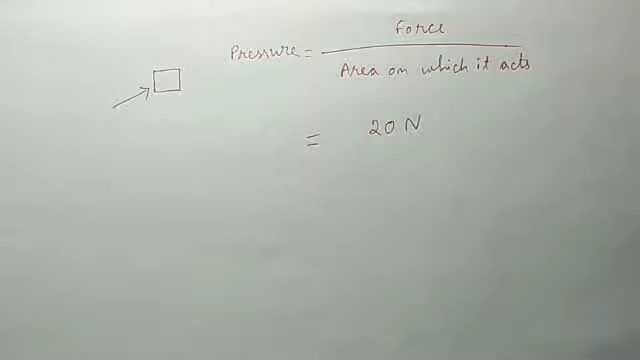 Force
Pressure = 
Area on which it acts
= 20 N